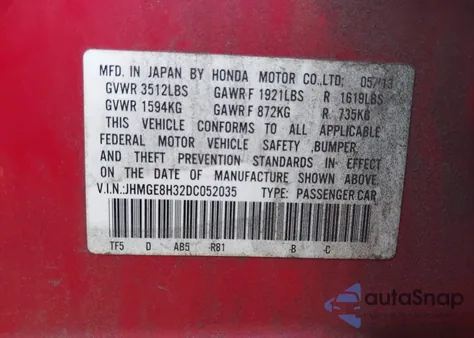 MFD. IN JAPAN BY HONDA MOTOR CO.,LTD. 05/13
GVWR 3512LBS GAWR F 1921LBS R 1619LBS
GVWR 1594KG GAWR F 872KG R 735KG
THIS VEHICLE CONFORMS TO ALL APPLICABLE
FEDERAL MOTOR VEHICLE SAFETY ,BUMPER,
AND THEFT PREVENTION STANDARDS IN EFFECT
ON THE DATE OF MANUFACTURE SHOWN ABOVE.
V.I.N.:JHMGE8H32DC052035 TYPE: PASSENGER CAR
TF5 D AB5 -R81 -B -C
autoSnap